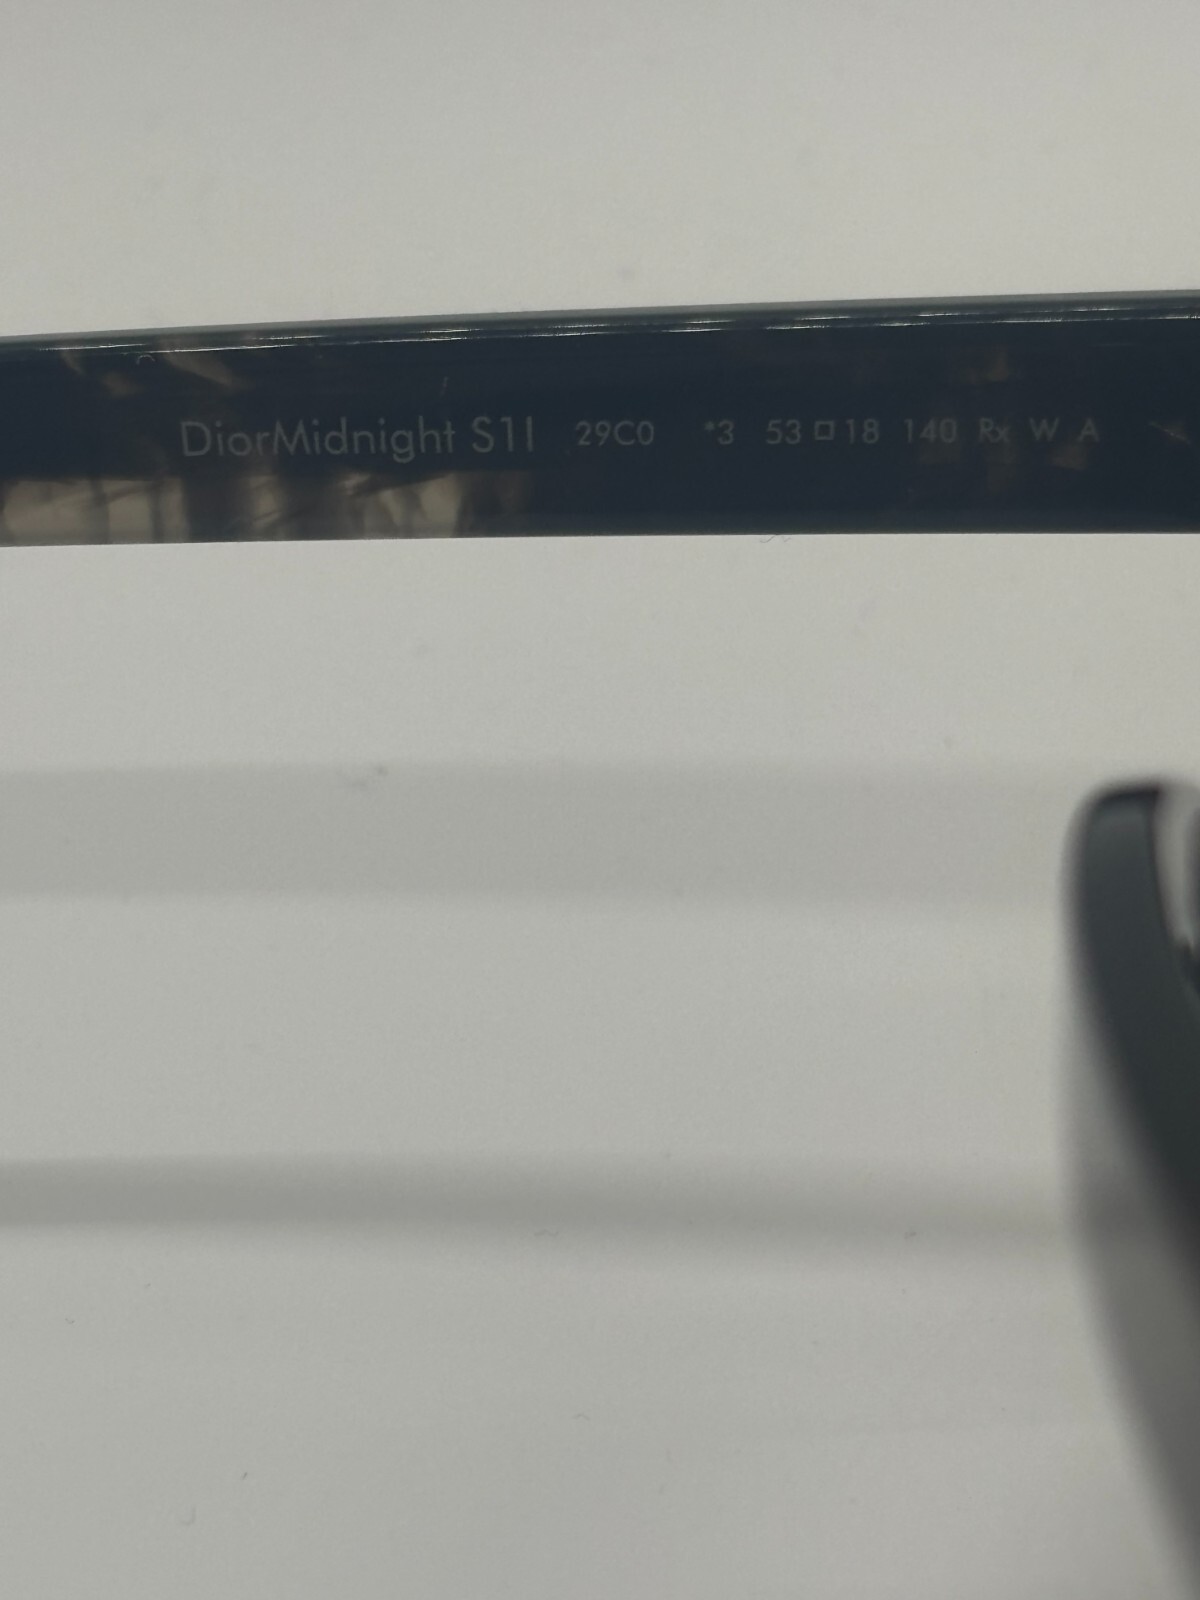 DiorMidnight S1I 29C0 *3 53□18 140 Rx W A